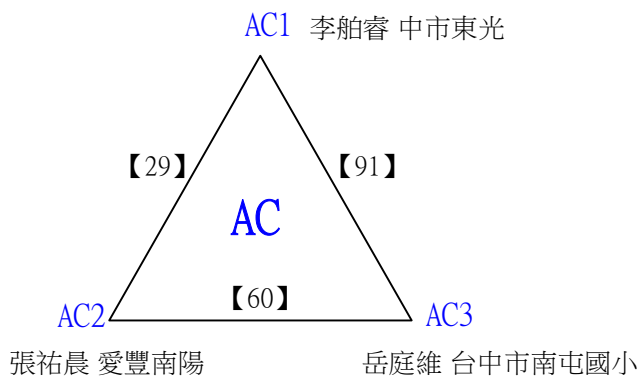 AC1 李舶睿 中市東光
【29】 【91】
AC
【60】
AC2 AC3
張祐晨 愛豐南陽 岳庭維 台中市南屯國小